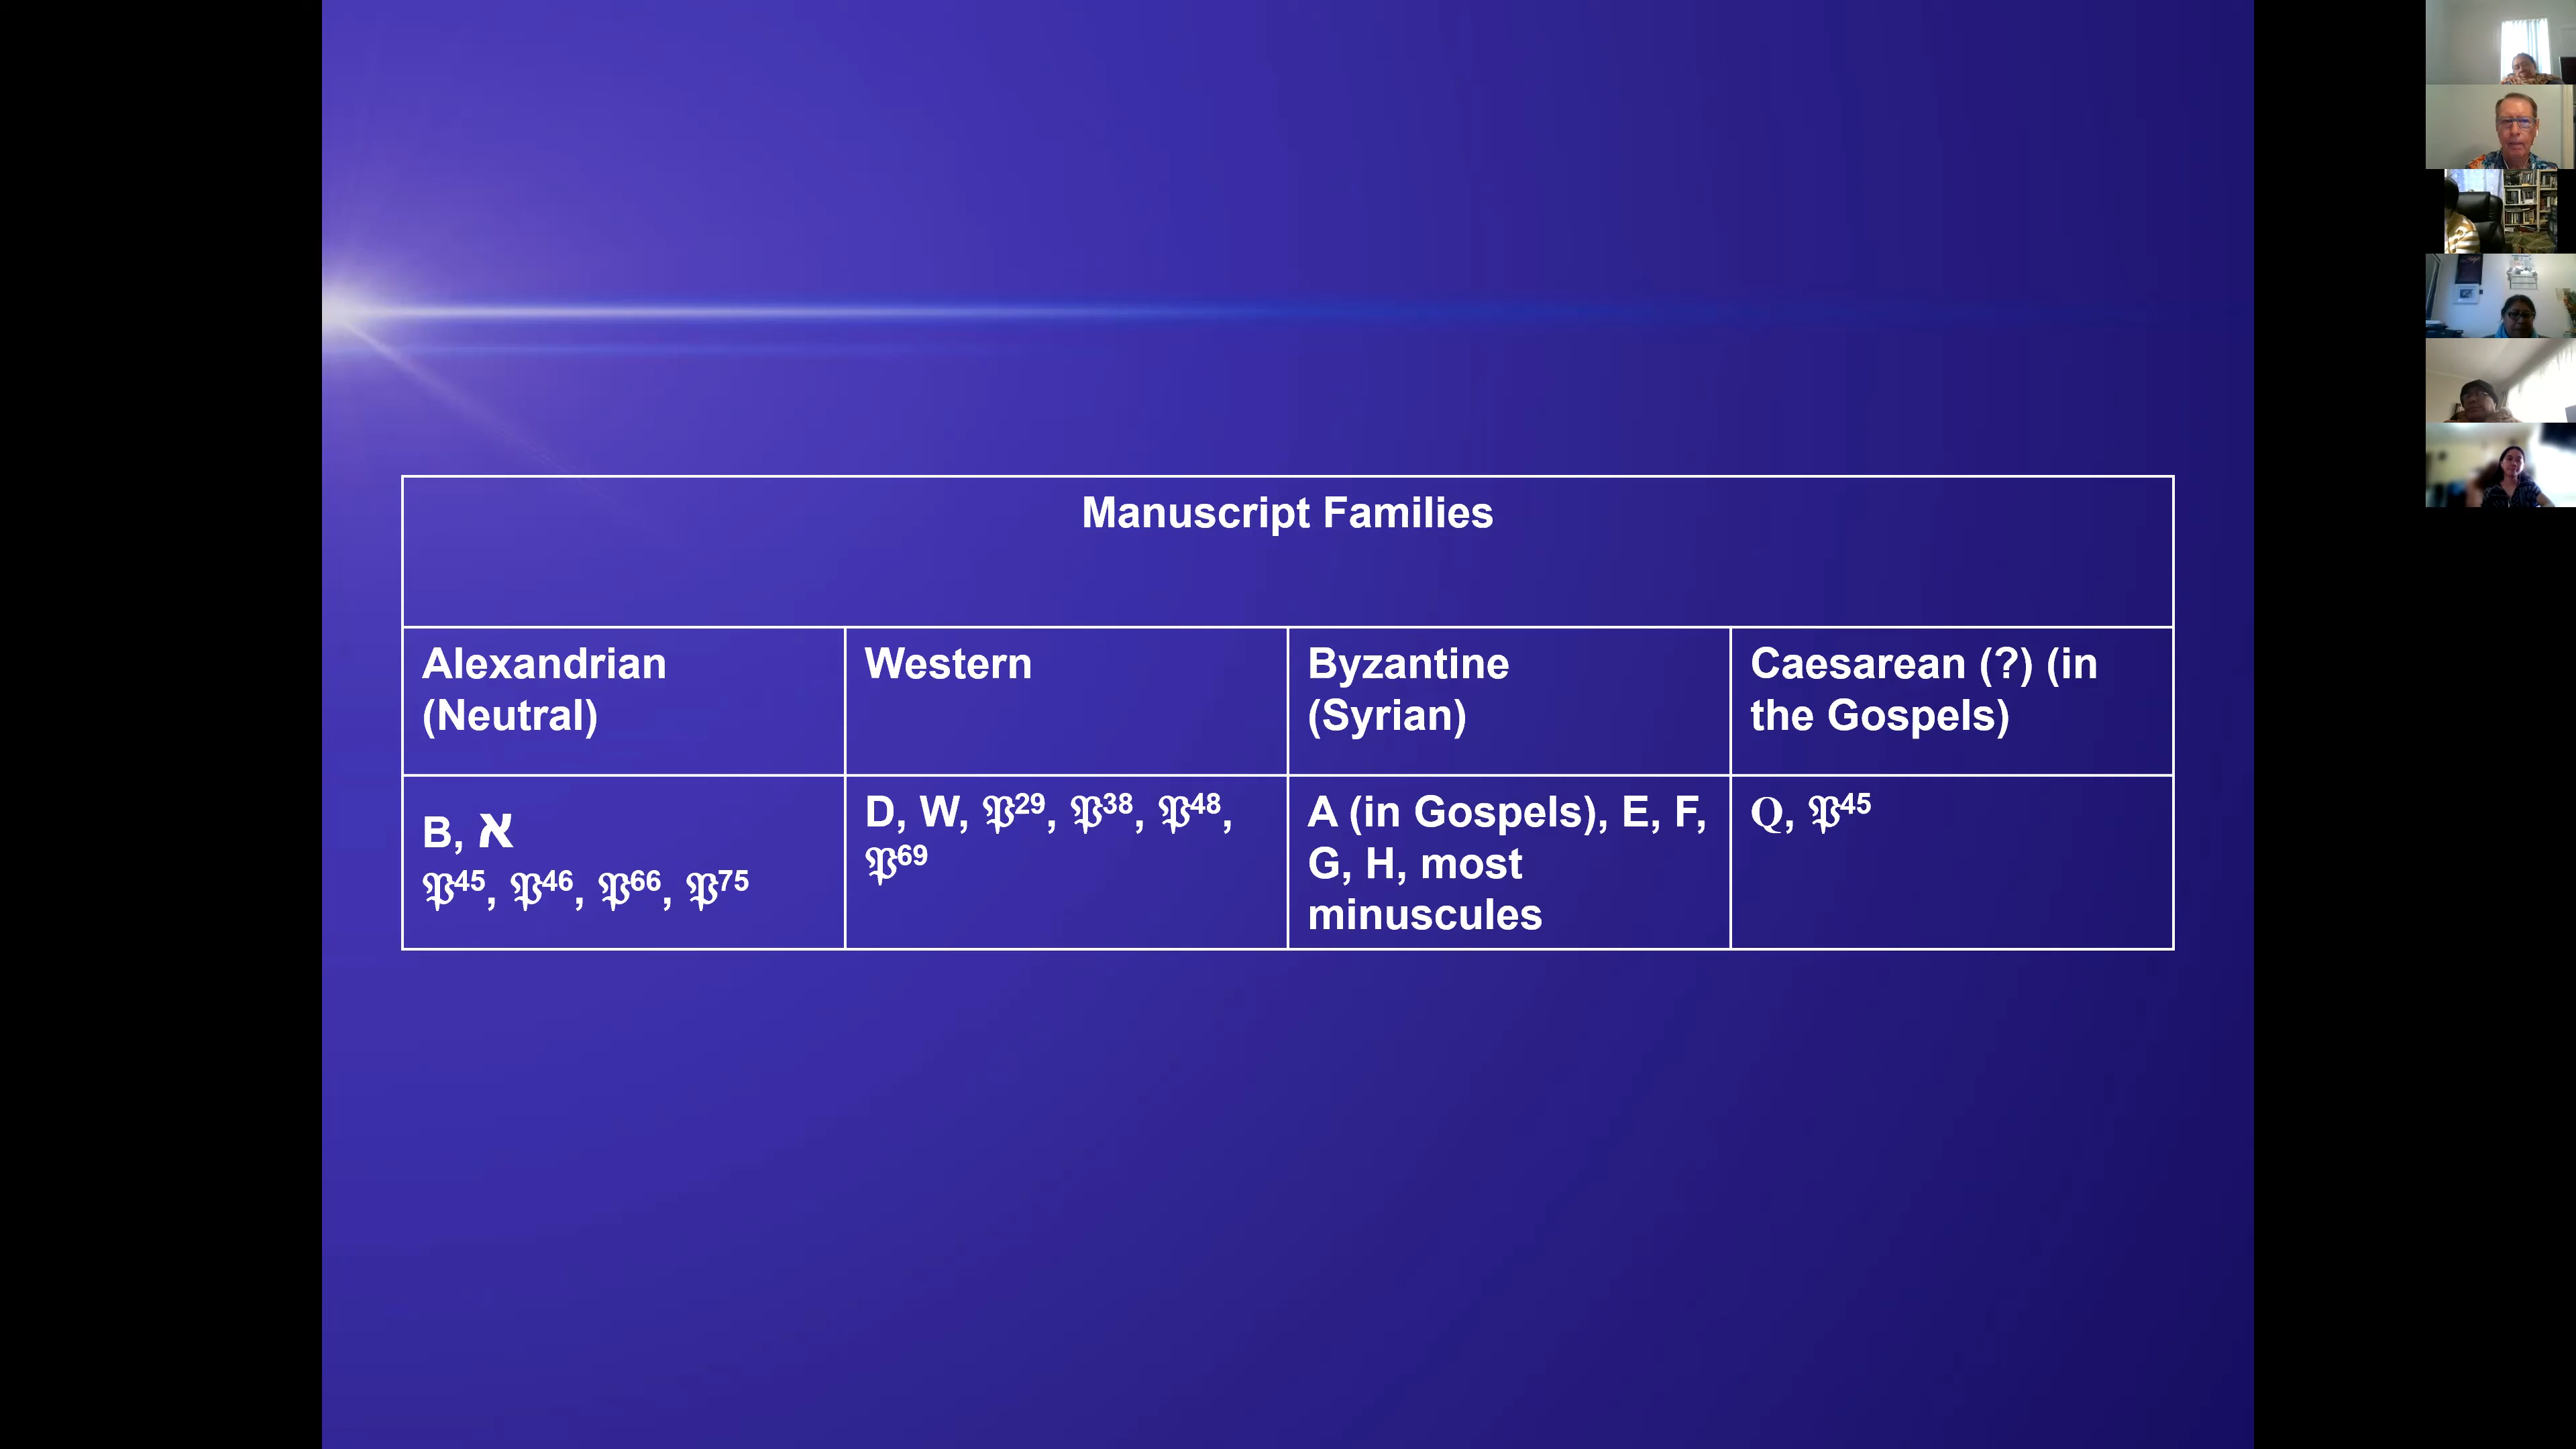 Manuscript Families
Alexandrian
(Neutral)
Western
Byzantine
(Syrian)
Caesarean (?) (in
the Gospels)
B, א
𝔓45, 𝔓46, 𝔓66, 𝔓75
D, W, 𝔓29, 𝔓38, 𝔓48,
𝔓69
A (in Gospels), E, F,
G, H, most
minuscules
Q, 𝔓45